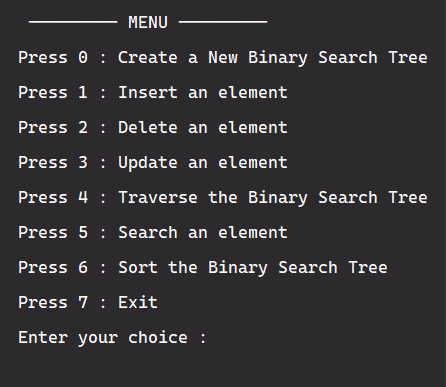 ───────── MENU ─────────
Press 0 : Create a New Binary Search Tree
Press 1 : Insert an element
Press 2 : Delete an element
Press 3 : Update an element
Press 4 : Traverse the Binary Search Tree
Press 5 : Search an element
Press 6 : Sort the Binary Search Tree
Press 7 : Exit
Enter your choice :